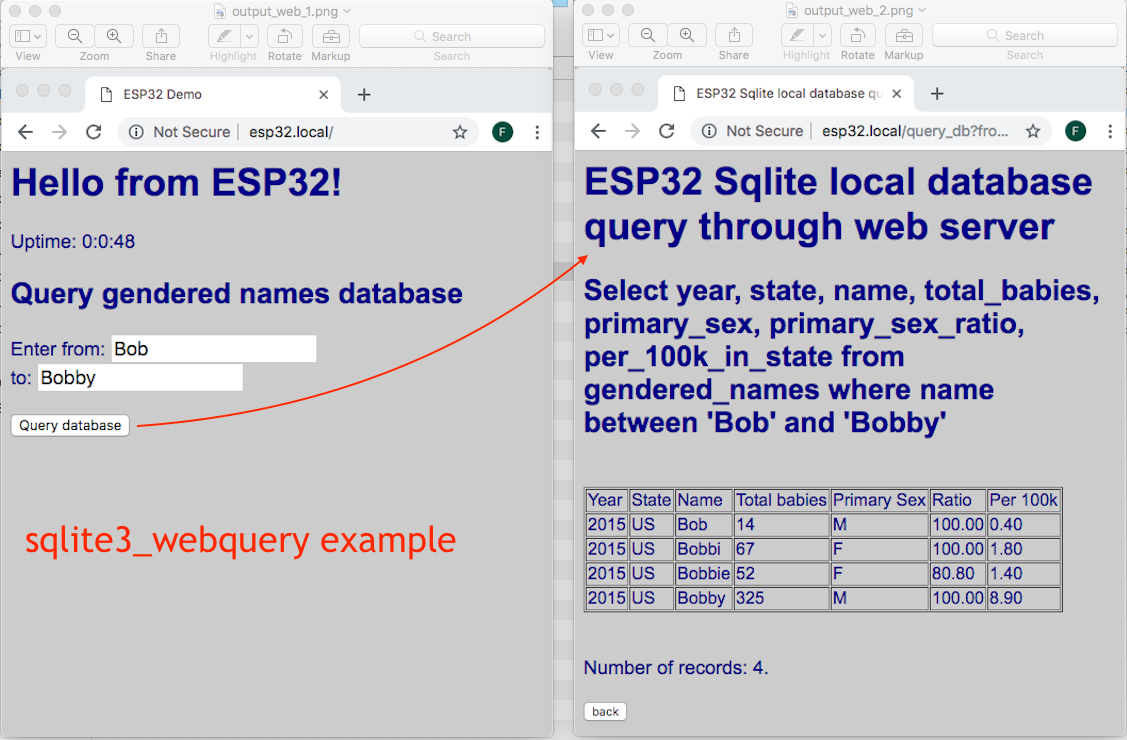 output_web_1.png
View Zoom Share Highlight Rotate Markup Search
Search
ESP32 Demo
Not Secure esp32.local/
F
Hello from ESP32!
Uptime: 0:0:48
Query gendered names database
Enter from: Bob
to: Bobby
Query database
sqlite3_webquery example
output_web_2.png
Search
View Zoom Share Highlight Rotate Markup Search
ESP32 Sqlite local database qu
Not Secure esp32.local/query_db?fro...
F
ESP32 Sqlite local database
query through web server
Select year, state, name, total_babies,
primary_sex, primary_sex_ratio,
per_100k_in_state from
gendered_names where name
between 'Bob' and 'Bobby'
Year State Name Total babies Primary Sex Ratio Per 100k
2015 US Bob 14 M 100.00 0.40
2015 US Bobbi 67 F 100.00 1.80
2015 US Bobbie 52 F 80.80 1.40
2015 US Bobby 325 M 100.00 8.90
Number of records: 4.
back